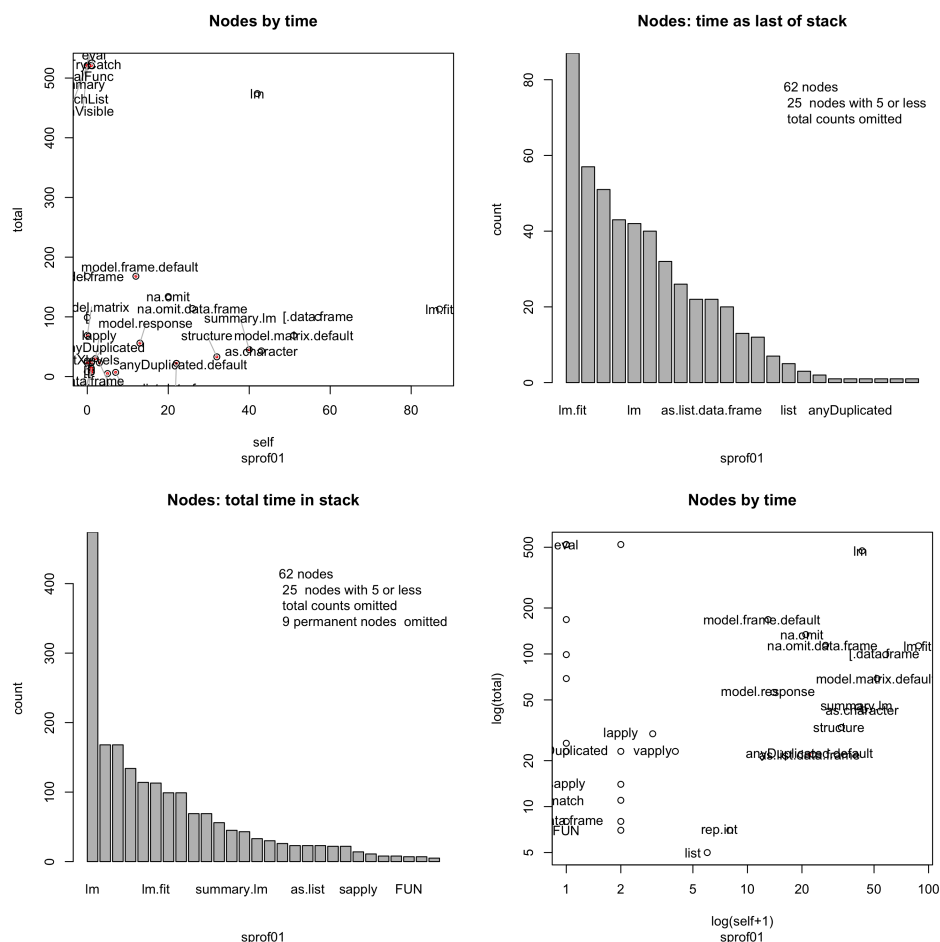 Nodes by time
eval
alFunc
chList
Visible
lm
model.frame.default
na.omit
na.omit.data.frame
summary.lm
[.data.frame
lm.fit
model.response
structure
model.matrix.default
as.character
lapply
anyDuplicated.default
total
500
400
300
200
100
0
0
20
40
60
80
self
sprof01
Nodes: time as last of stack
62 nodes
25 nodes with 5 or less
total counts omitted
count
80
60
40
20
0
lm.fit
lm
as.list.data.frame
list
anyDuplicated
sprof01
Nodes: total time in stack
62 nodes
25 nodes with 5 or less
total counts omitted
9 permanent nodes omitted
count
400
300
200
100
0
lm
lm.fit
summary.lm
as.list
sapply
FUN
sprof01
Nodes by time
eval
lm
model.frame.default
na.omit
na.omit.data.frame
lm.fit
[.data.frame
model.matrix.defaul
model.response
summary.lm
as.character
structure
lapply
uplicated
vapply
anyDuplicated.default
as.list.data.frame
apply
natch
ta.frame
FUN
rep.int
list
log(total)
500
200
100
50
20
10
5
1
2
5
10
20
50
100
log(self+1)
sprof01